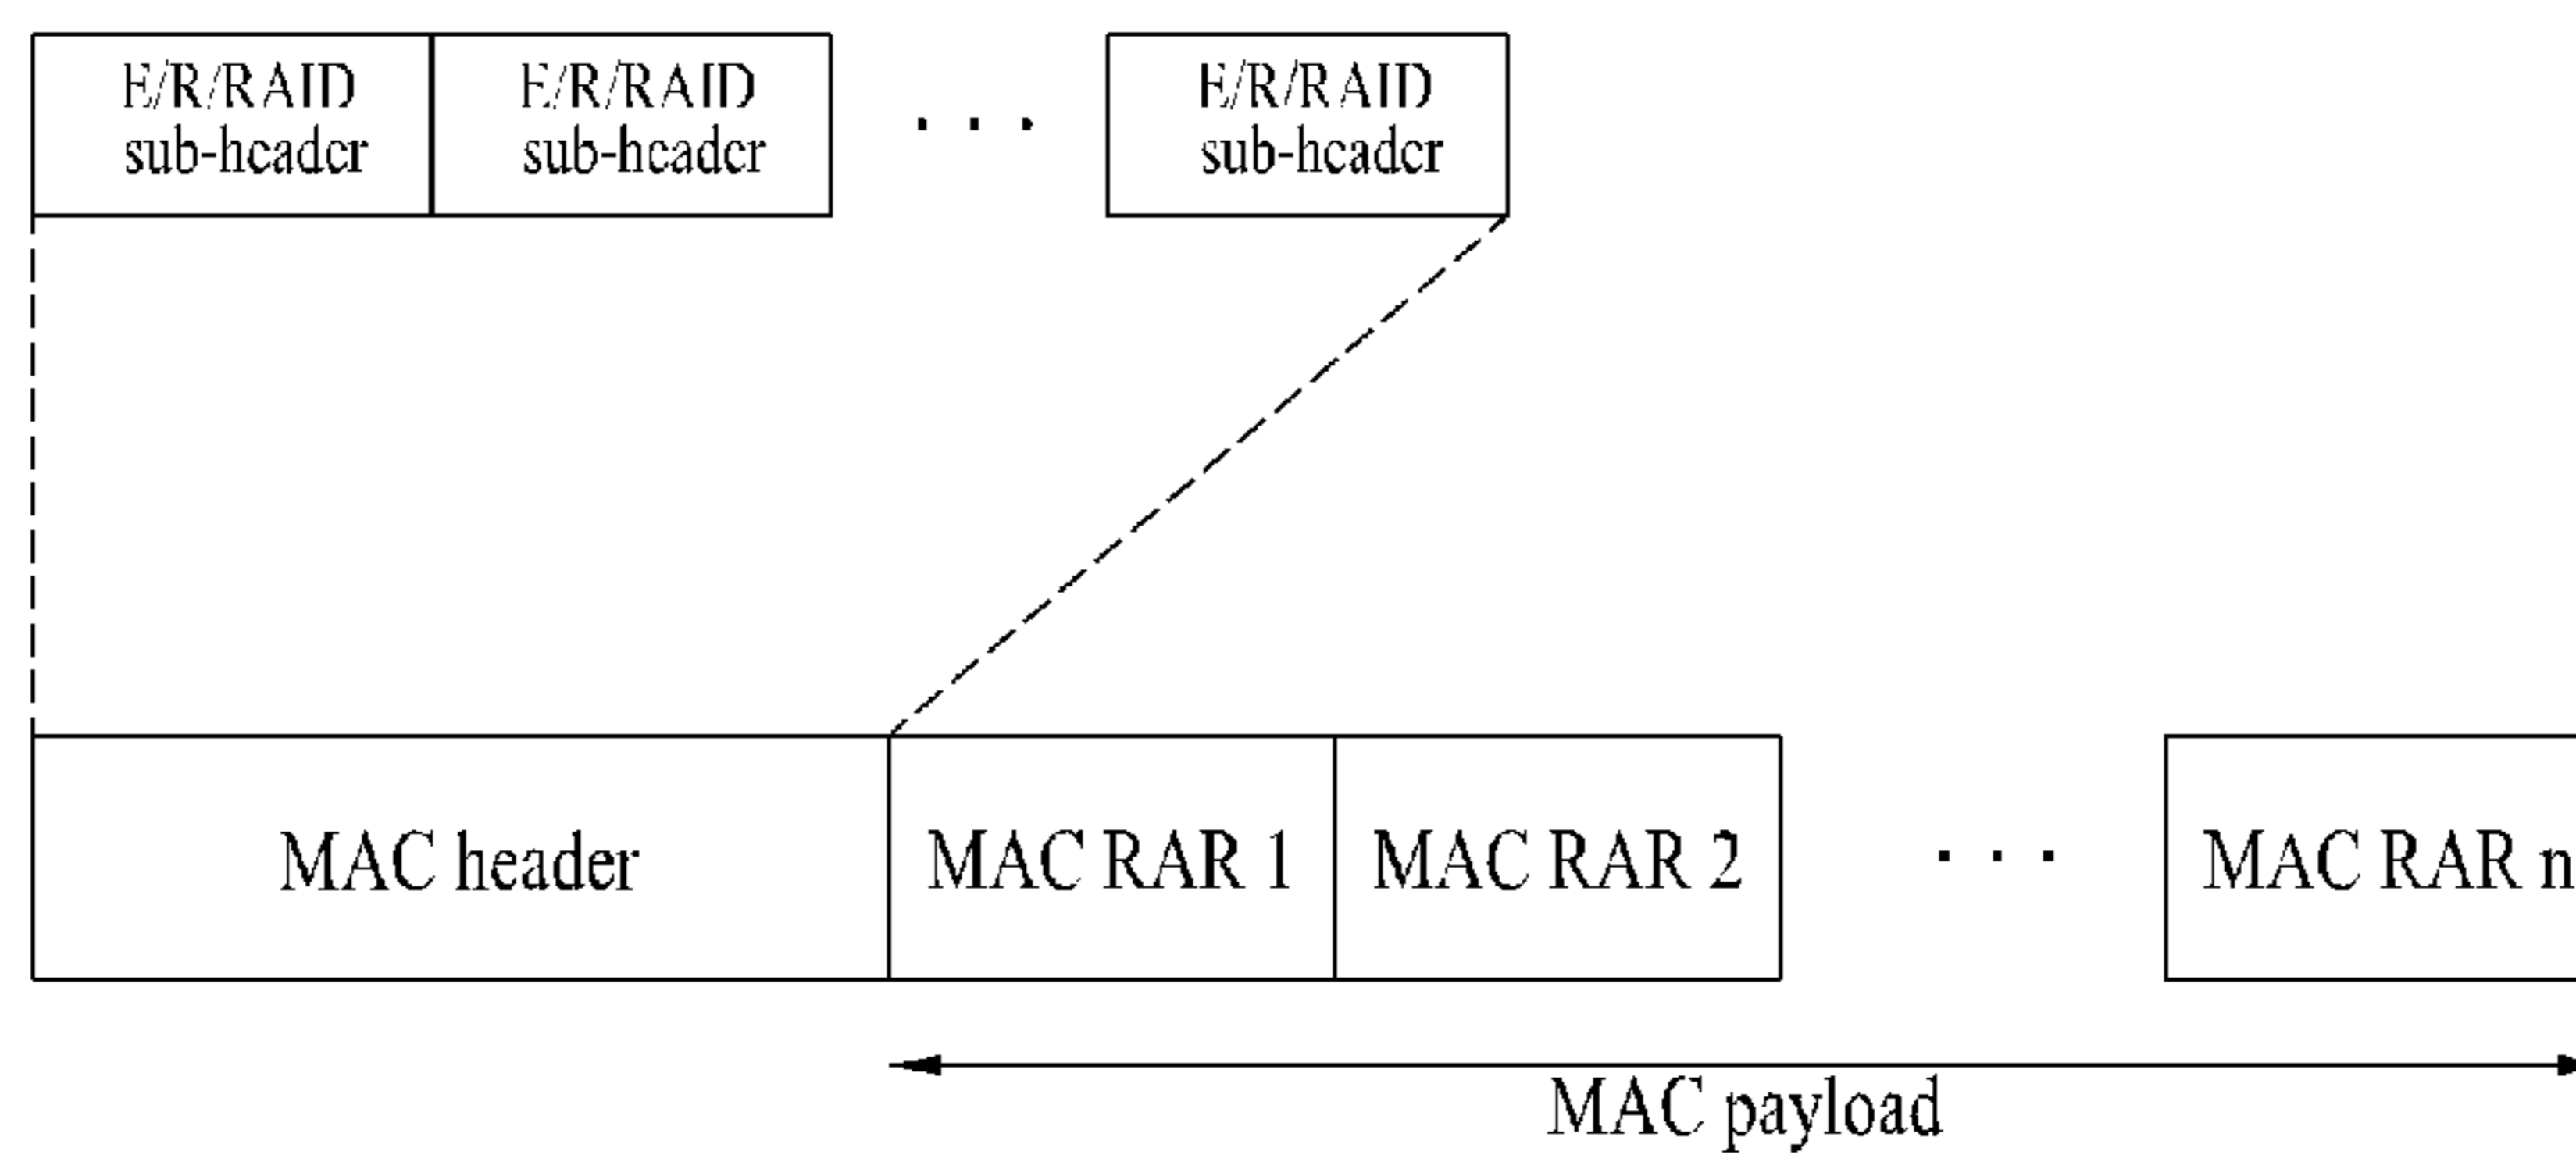 E/R/RAID
sub-header
E/R/RAID
sub-header
. . .
E/R/RAID
sub-header
MAC header
MAC RAR 1
MAC RAR 2
. . .
MAC RAR n
MAC payload